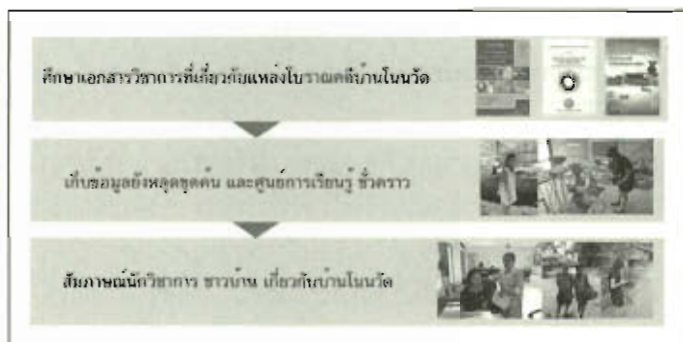 ศึกษาเอกสารวิชาการที่เกี่ยวกับแหล่งโบราณคดีบ้านโนนวัด
เก็บข้อมูลยังหลุดขุดค้น และศูนย์การเรียนรู้ ชั่วคราว
สัมภาษณ์นักวิชาการ ชาวบ้าน เกี่ยวกับบ้านโนนวัด